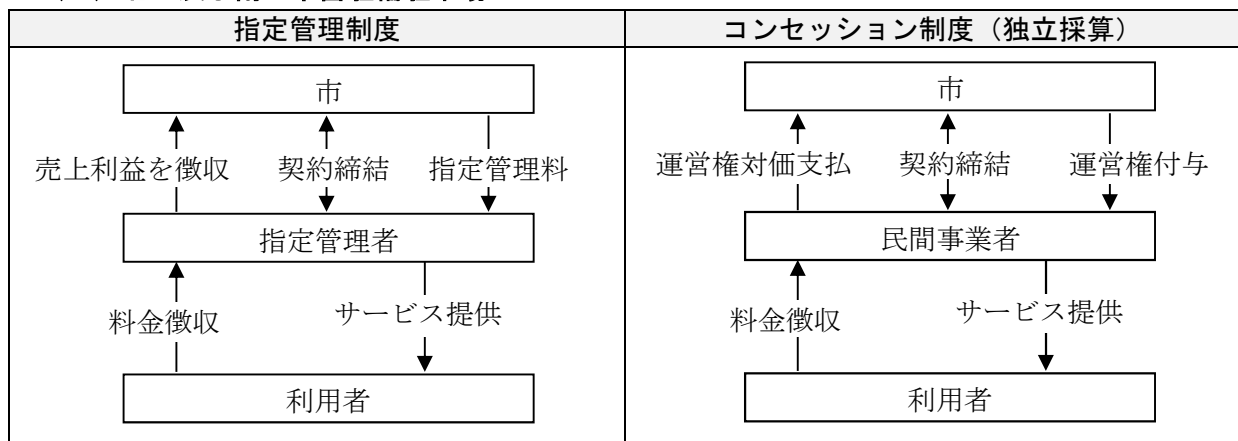 指定管理制度
市
売上利益を徴収 契約締結 指定管理料
指定管理者
料金徴収 サービス提供
利用者
コンセッション制度（独立採算）
市
運営権対価支払 契約締結 運営権付与
民間事業者
料金徴収 サービス提供
利用者